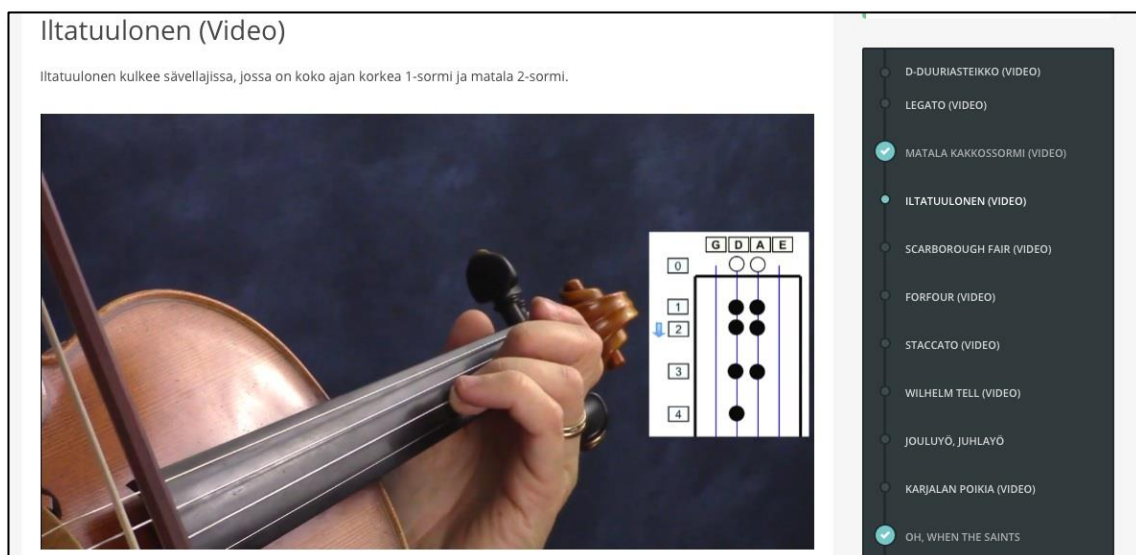 Iltatuulonen (Video)
Iltatuulonen kulkee sävellajissa, jossa on koko ajan korkea 1-sormi ja matala 2-sormi.
G D A E
0
1
2
3
4
D-DUURIASTEIKKO (VIDEO)
LEGATO (VIDEO)
MATALA KAKKOSSORMI (VIDEO)
ILTATUULONEN (VIDEO)
SCARBOROUGH FAIR (VIDEO)
FORFOUR (VIDEO)
STACCATO (VIDEO)
WILHELM TELL (VIDEO)
JOULUYÖ, JUHLAYÖ
KARJALAN POIKIA (VIDEO)
OH, WHEN THE SAINTS